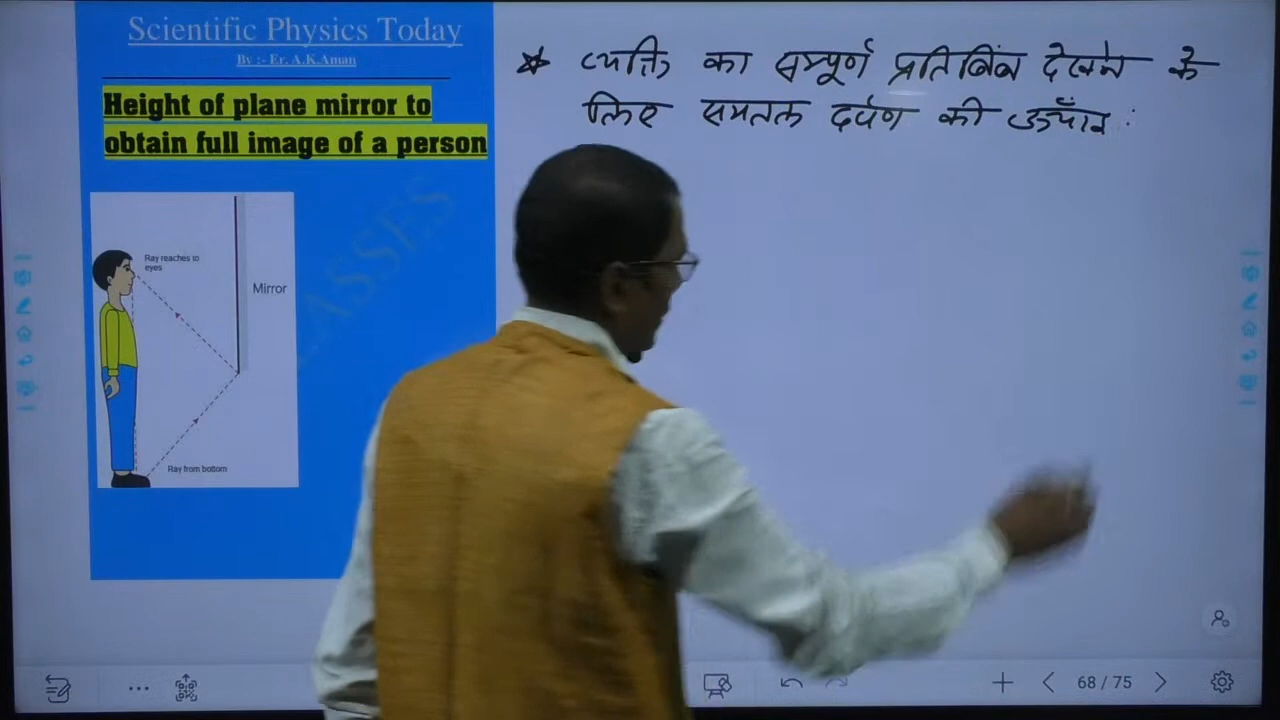 Scientific Physics Today
By :- Er. A.K.Aman
Height of plane mirror to
obtain full image of a person
Ray reaches to
eyes
Mirror
Ray from bottom
CLASSES
* व्यक्ति का सम्पूर्ण प्रतिबिंब देखने के
लिए समतल दर्पण की ऊँचाई :
68 / 75